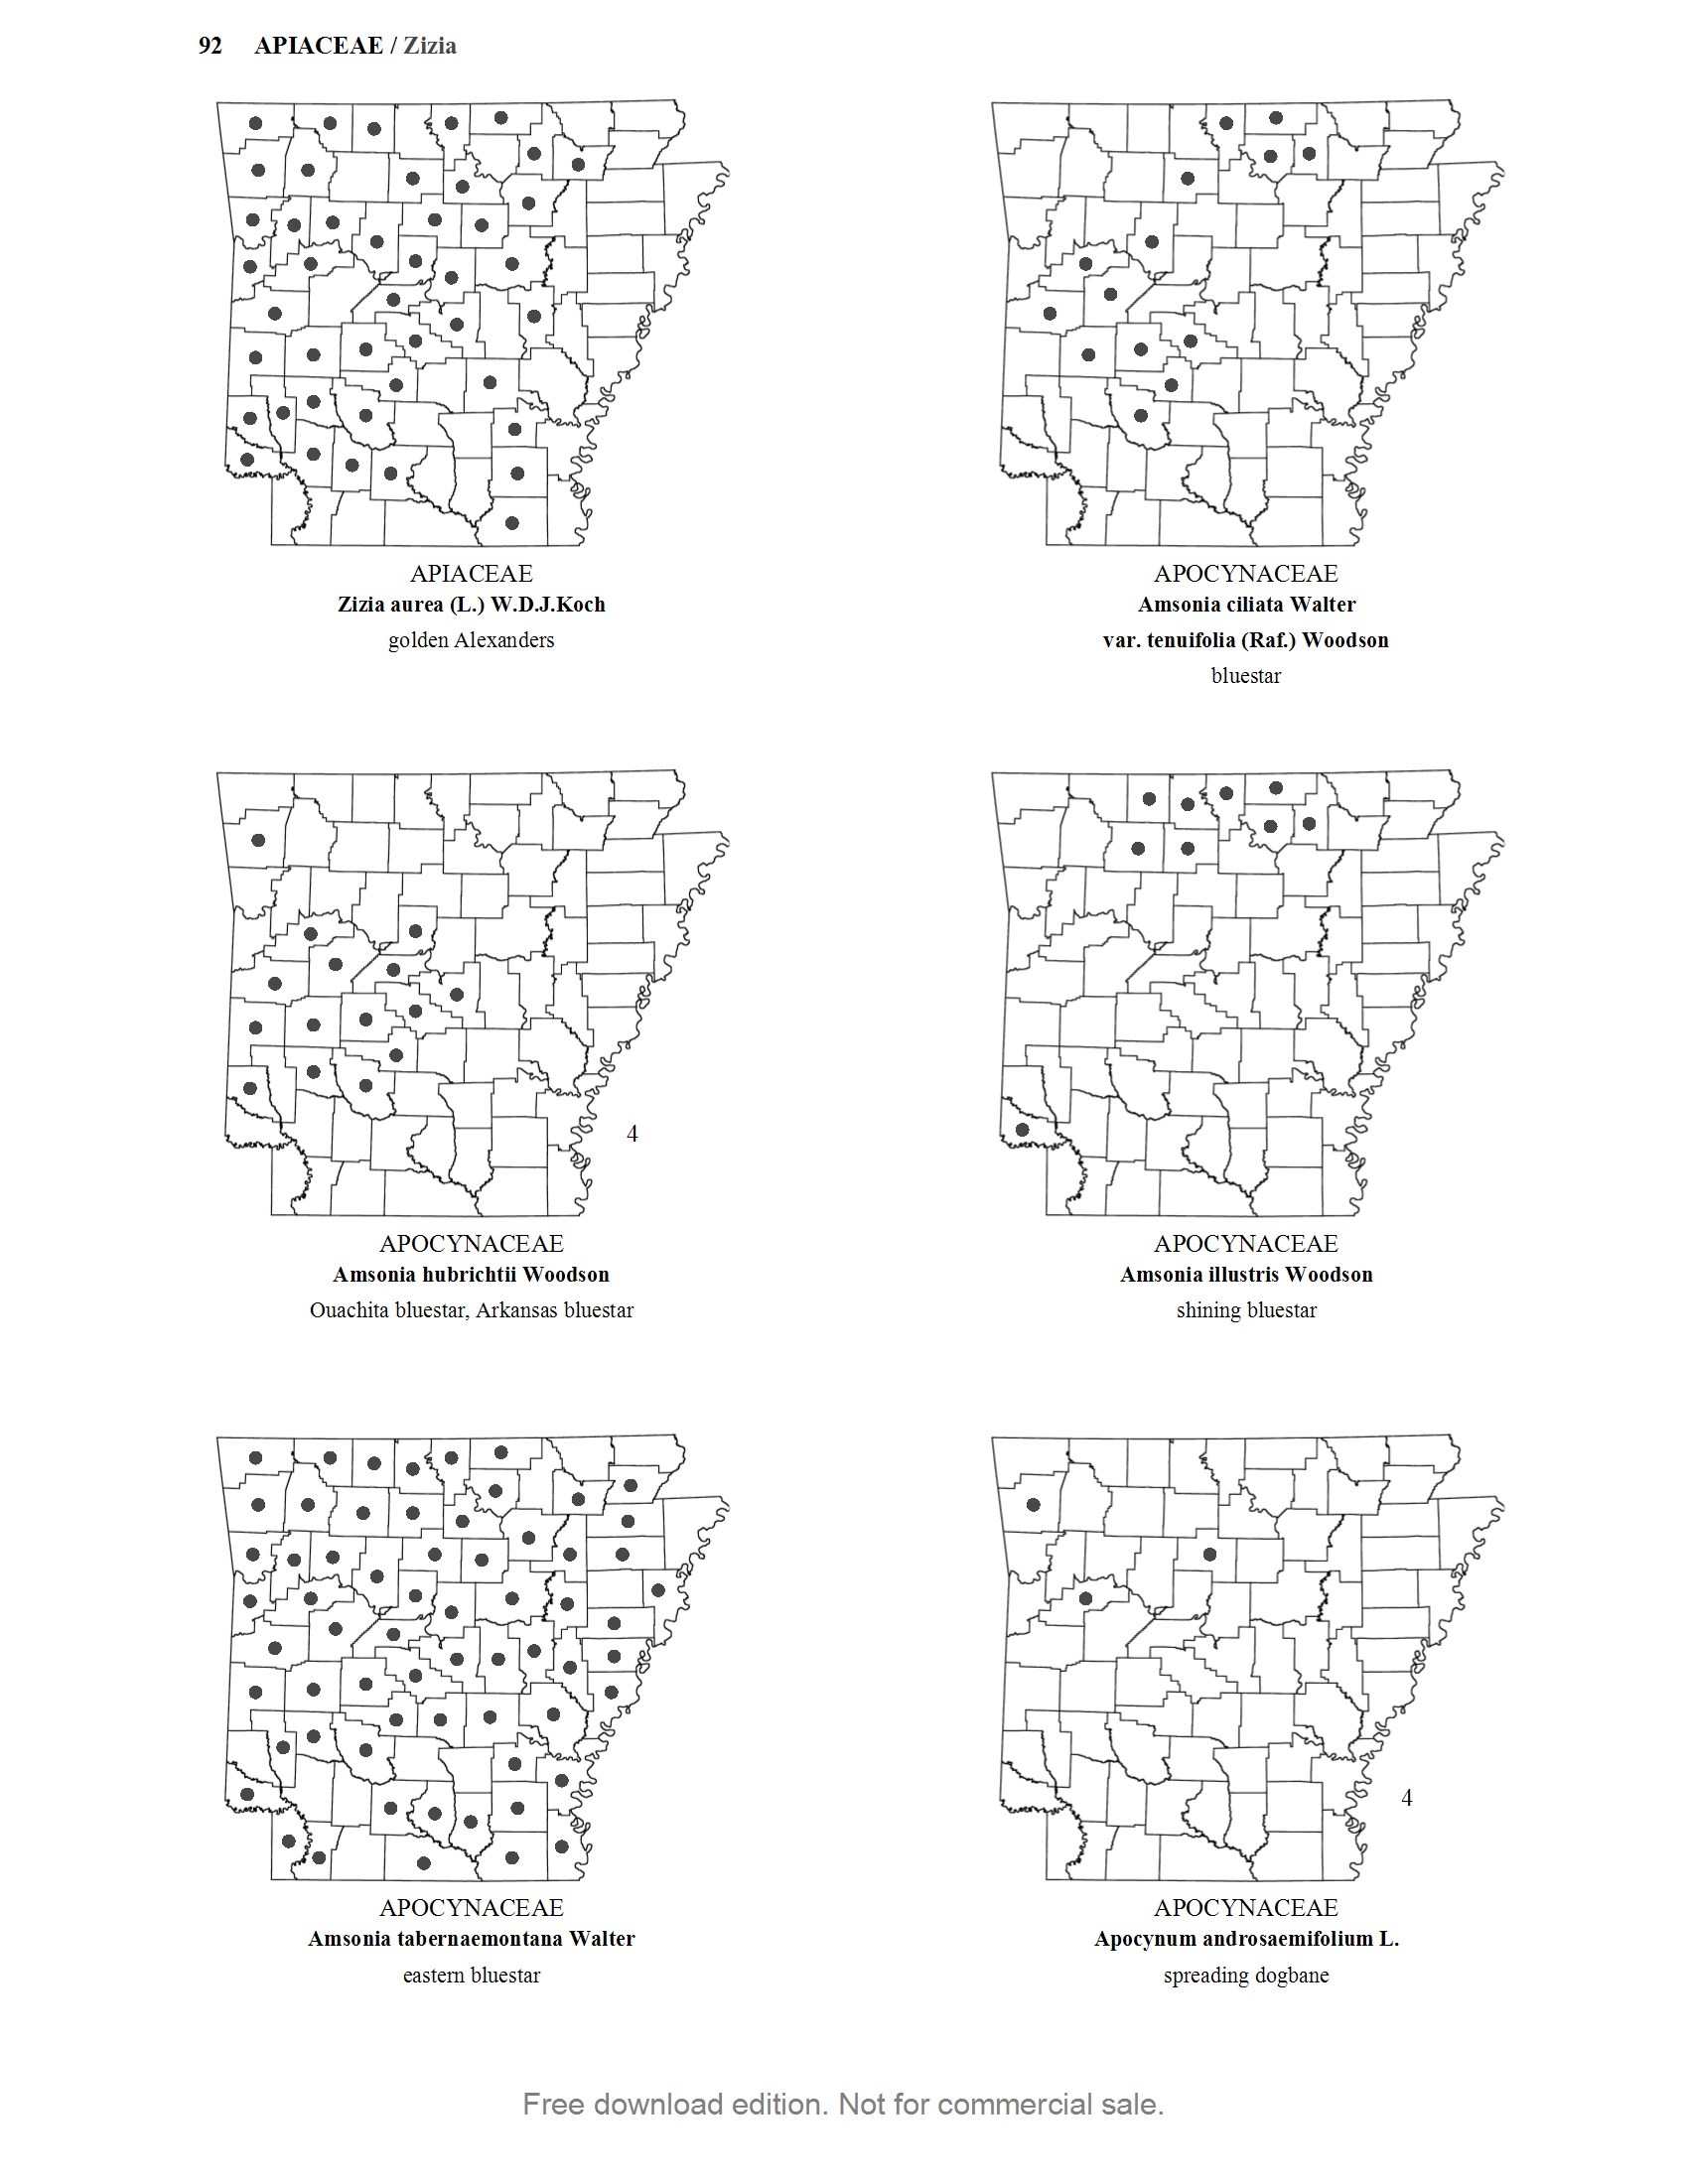 92 APIACEAE / Zizia
APIACEAE
Zizia aurea (L.) W.D.J.Koch
golden Alexanders
APOCYNACEAE
Amsonia ciliata Walter
var. tenuifolia (Raf.) Woodson
bluestar
4
APOCYNACEAE
Amsonia hubrichtii Woodson
Ouachita bluestar, Arkansas bluestar
APOCYNACEAE
Amsonia illustris Woodson
shining bluestar
APOCYNACEAE
Amsonia tabernaemontana Walter
eastern bluestar
4
APOCYNACEAE
Apocynum androsaemifolium L.
spreading dogbane
Free download edition. Not for commercial sale.